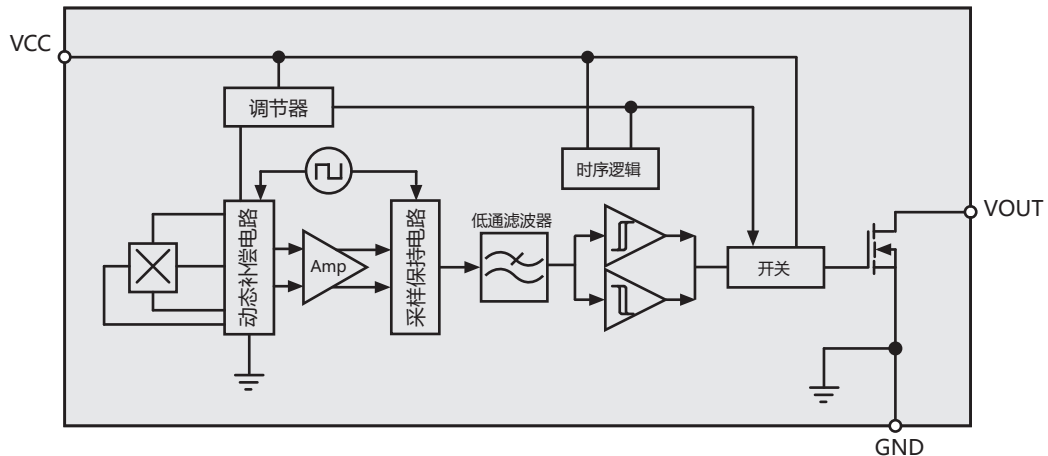 VCC
调节器
时序逻辑
VOUT
低通滤波器
动态补偿电路
Amp
采样保持电路
开关
GND